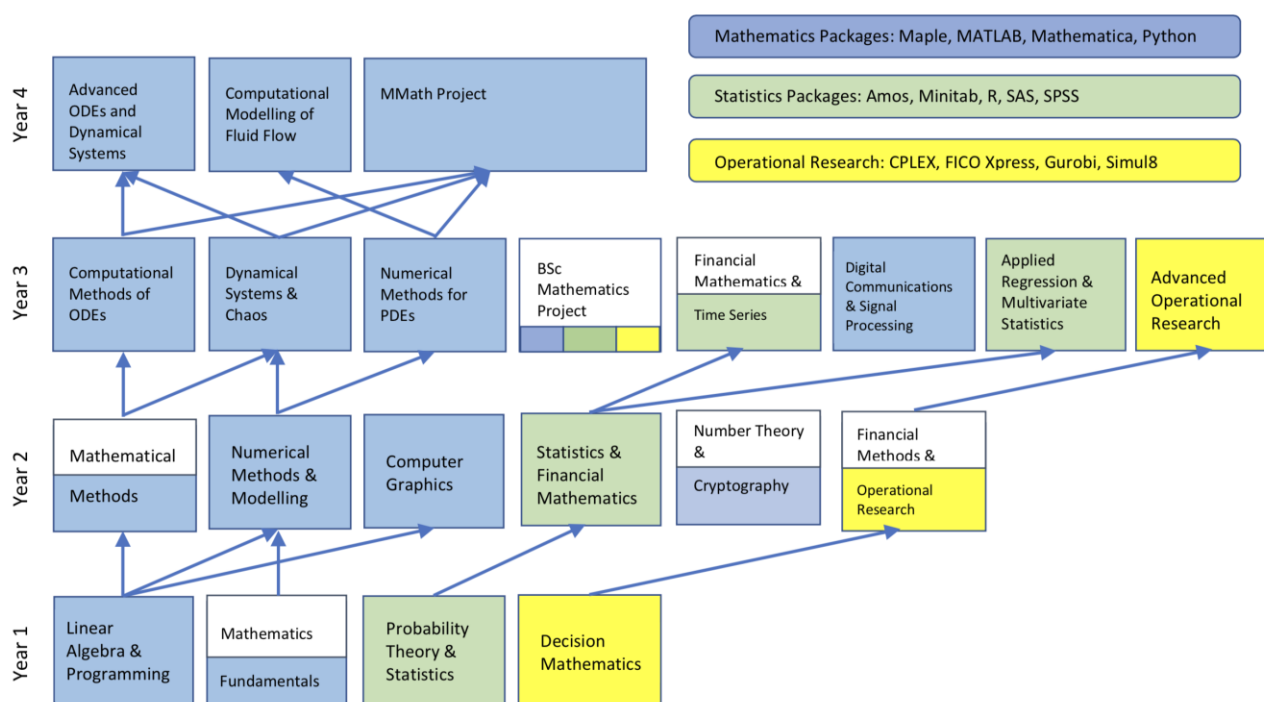 Mathematics Packages: Maple, MATLAB, Mathematica, Python
Statistics Packages: Amos, Minitab, R, SAS, SPSS
Operational Research: CPLEX, FICO Xpress, Gurobi, Simul8
Year 4
Advanced
ODEs and
Dynamical
Systems
Computational
Modelling of
Fluid Flow
MMath Project
Year 3
Computational
Methods of
ODEs
Dynamical
Systems &
Chaos
Numerical
Methods for
PDEs
BSc
Mathematics
Project
Financial
Mathematics &
Time Series
Digital
Communications
& Signal
Processing
Applied
Regression &
Multivariate
Statistics
Advanced
Operational
Research
Year 2
Mathematical
Methods
Numerical
Methods &
Modelling
Computer
Graphics
Statistics &
Financial
Mathematics
Number Theory
&
Cryptography
Financial
Methods &
Operational
Research
Year 1
Linear
Algebra &
Programming
Mathematics
Fundamentals
Probability
Theory &
Statistics
Decision
Mathematics